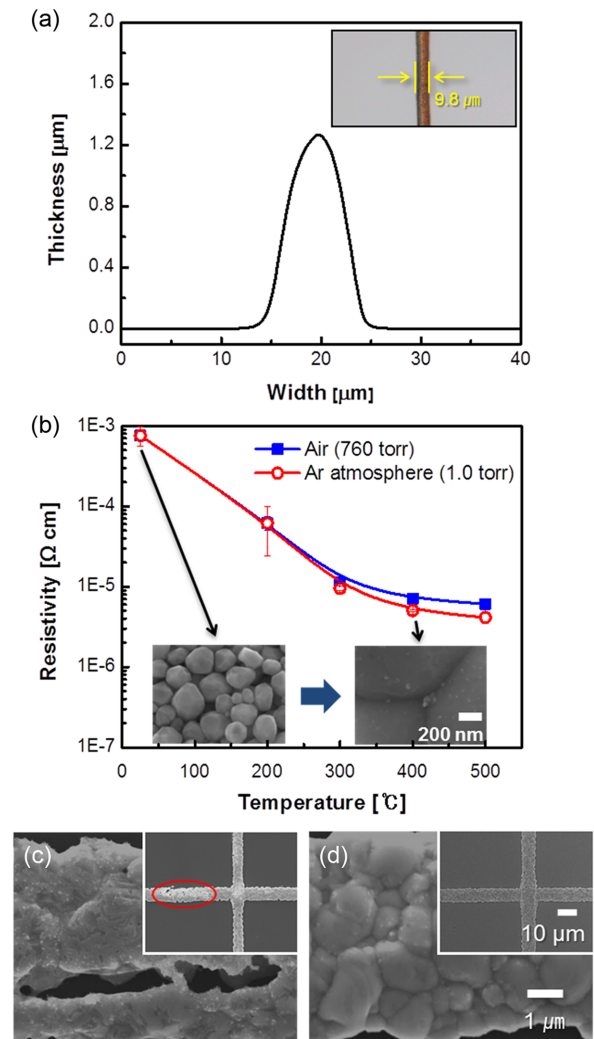 (a)
2.0
1.6
1.2
0.8
0.4
0.0
Thickness [μm]
9.8 μm
0 10 20 30 40
Width [μm]
(b)
1E-3
1E-4
1E-5
1E-6
1E-7
Resistivity [Ω cm]
Air (760 torr)
Ar atmosphere (1.0 torr)
200 nm
0 100 200 300 400 500
Temperature [℃]
(c)
(d)
10 μm
1 μm